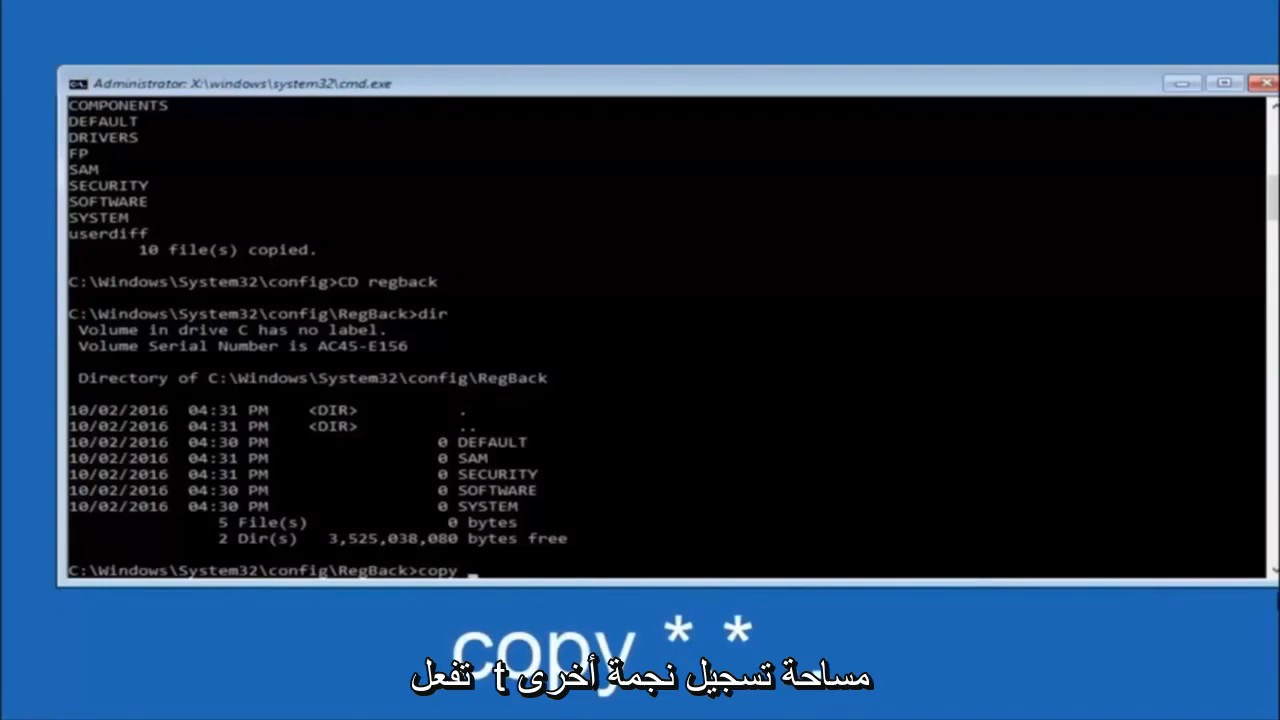 Administrator: X:\windows\system32\cmd.exe
COMPONENTS
DEFAULT
DRIVERS
FP
SAM
SECURITY
SOFTWARE
SYSTEM
userdiff
10 file(s) copied.
C:\Windows\System32\config>CD regback
C:\Windows\System32\config\RegBack>dir
Volume in drive C has no label.
Volume Serial Number is AC45-E156
Directory of C:\Windows\System32\config\RegBack
10/02/2016 04:31 PM <DIR> .
10/02/2016 04:31 PM <DIR> ..
10/02/2016 04:30 PM 0 DEFAULT
10/02/2016 04:31 PM 0 SAM
10/02/2016 04:31 PM 0 SECURITY
10/02/2016 04:30 PM 0 SOFTWARE
10/02/2016 04:30 PM 0 SYSTEM
5 File(s) 0 bytes
2 Dir(s) 3,525,038,080 bytes free
C:\Windows\System32\config\RegBack>copy _
copy * *
مساحة تسجيل نجمة أخرى t تفعل